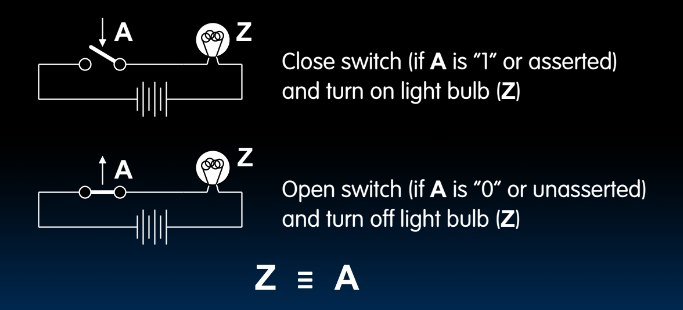 A
Z
Close switch (if A is "1" or asserted)
and turn on light bulb (Z)
A
Z
Open switch (if A is "0" or unasserted)
and turn off light bulb (Z)
Z ≡ A